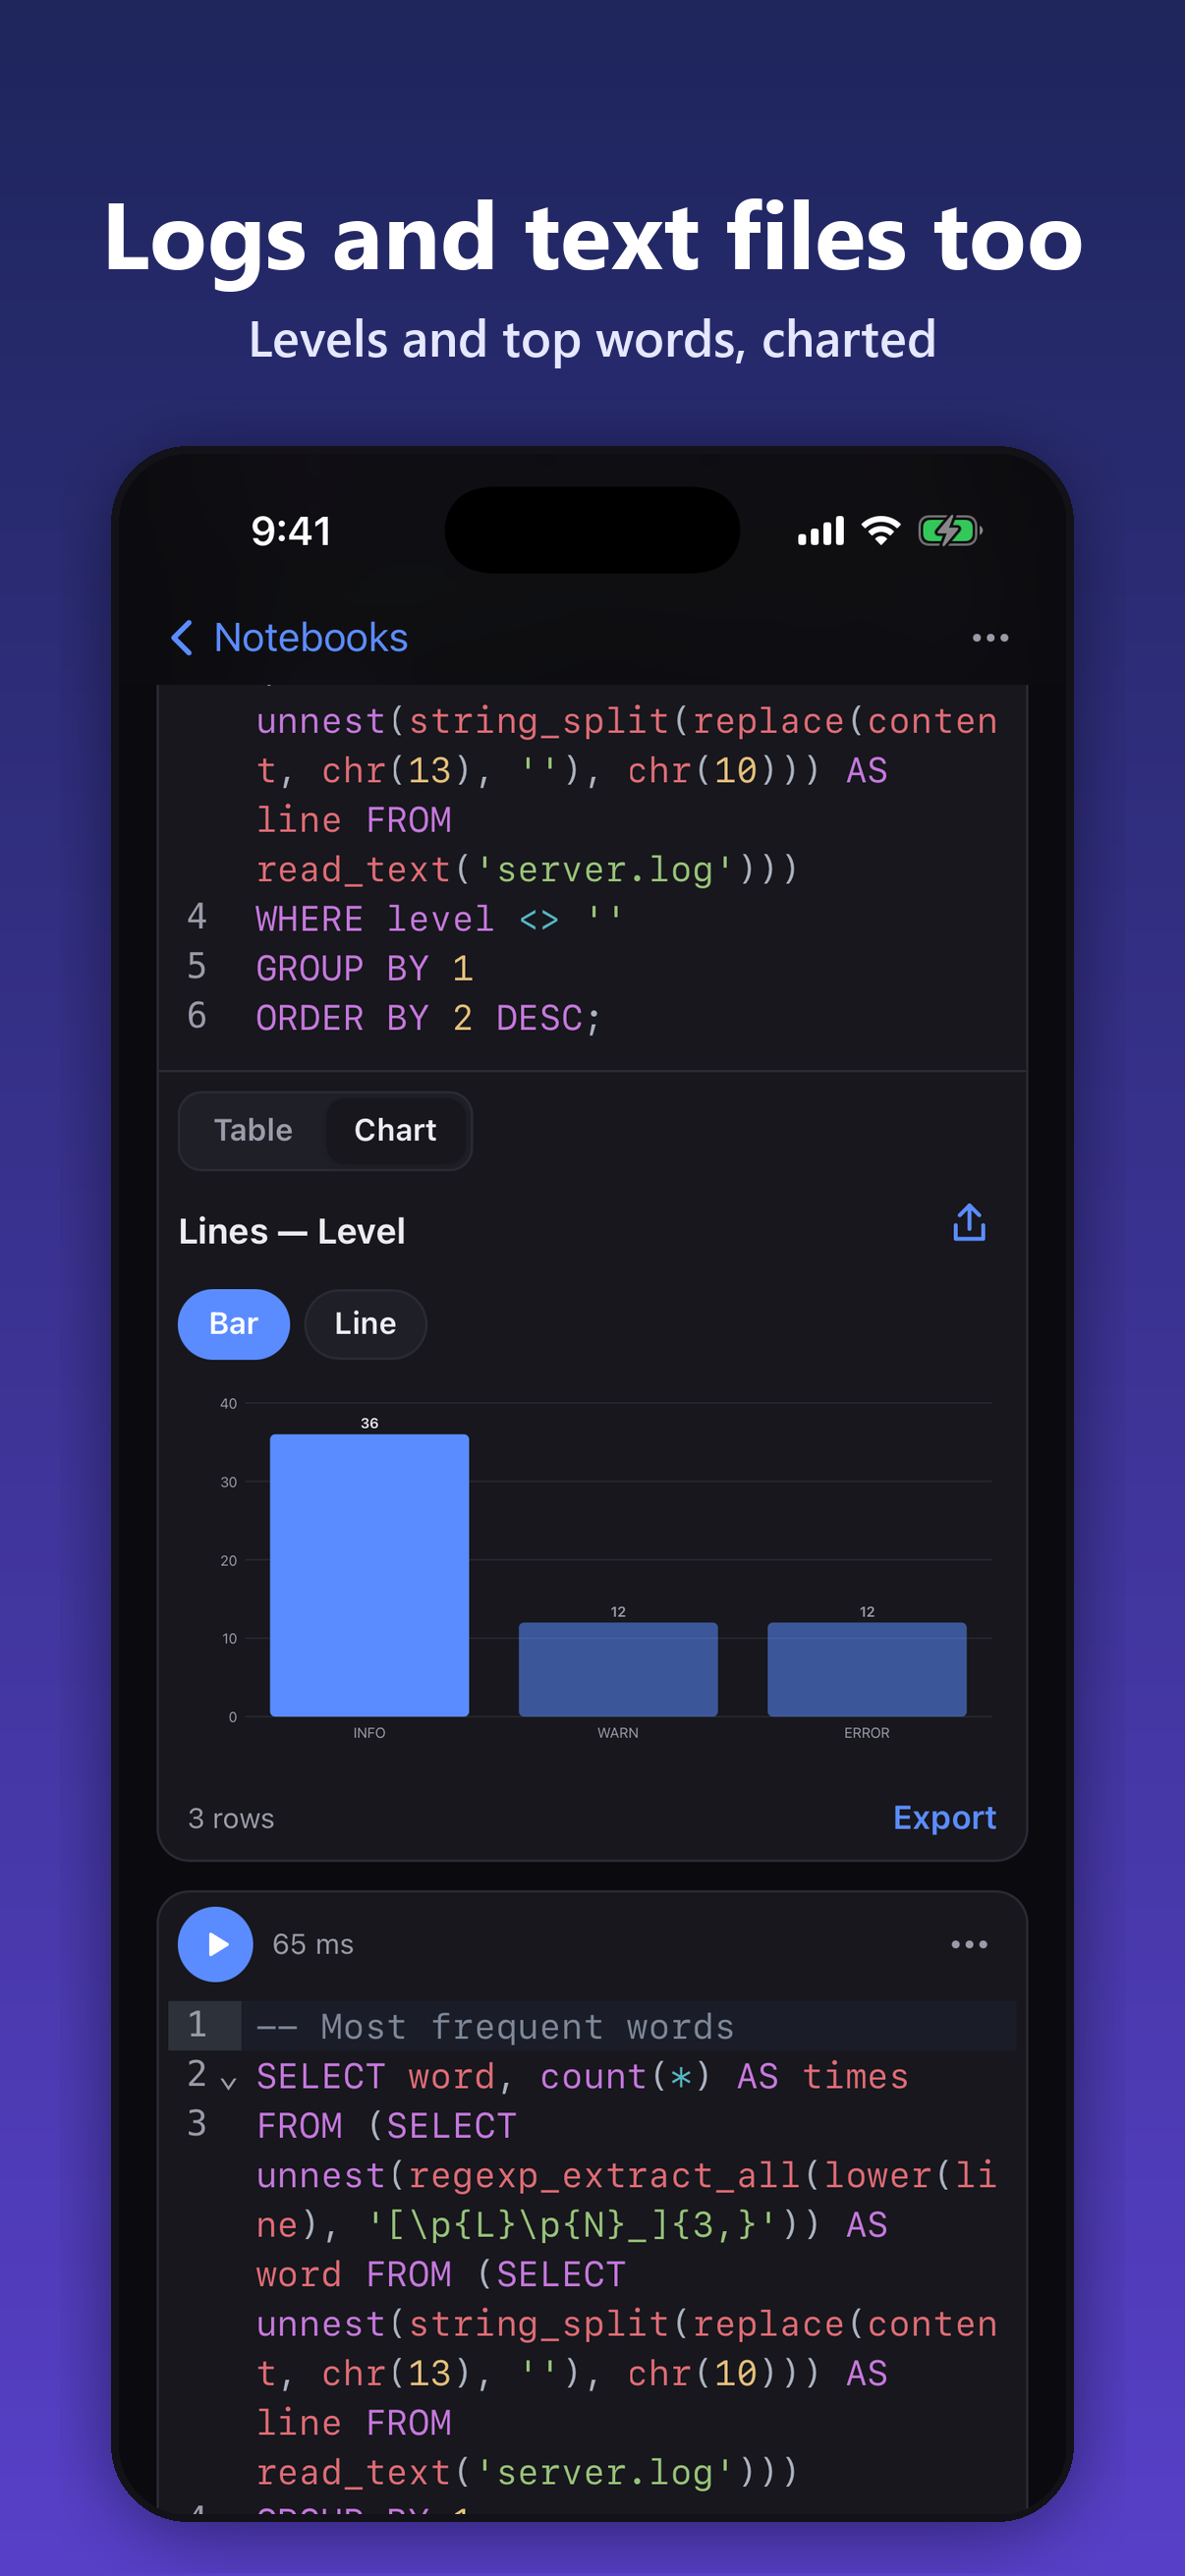 Logs and text files too
Levels and top words, charted
9:41
Notebooks
unnest(string_split(replace(conten
t, chr(13), ''), chr(10))) AS
line FROM
read_text('server.log')))
4 WHERE level <> ''
5 GROUP BY 1
6 ORDER BY 2 DESC;
Table Chart
Lines — Level
Bar Line
40
36
30
20
12 12
10
0
INFO WARN ERROR
3 rows Export
65 ms
1 -- Most frequent words
2 SELECT word, count(*) AS times
3 FROM (SELECT
unnest(regexp_extract_all(lower(li
ne), '[\p{L}\p{N}_]{3,}')) AS
word FROM (SELECT
unnest(string_split(replace(conten
t, chr(13), ''), chr(10))) AS
line FROM
read_text('server.log')))
4 GROUP BY 1